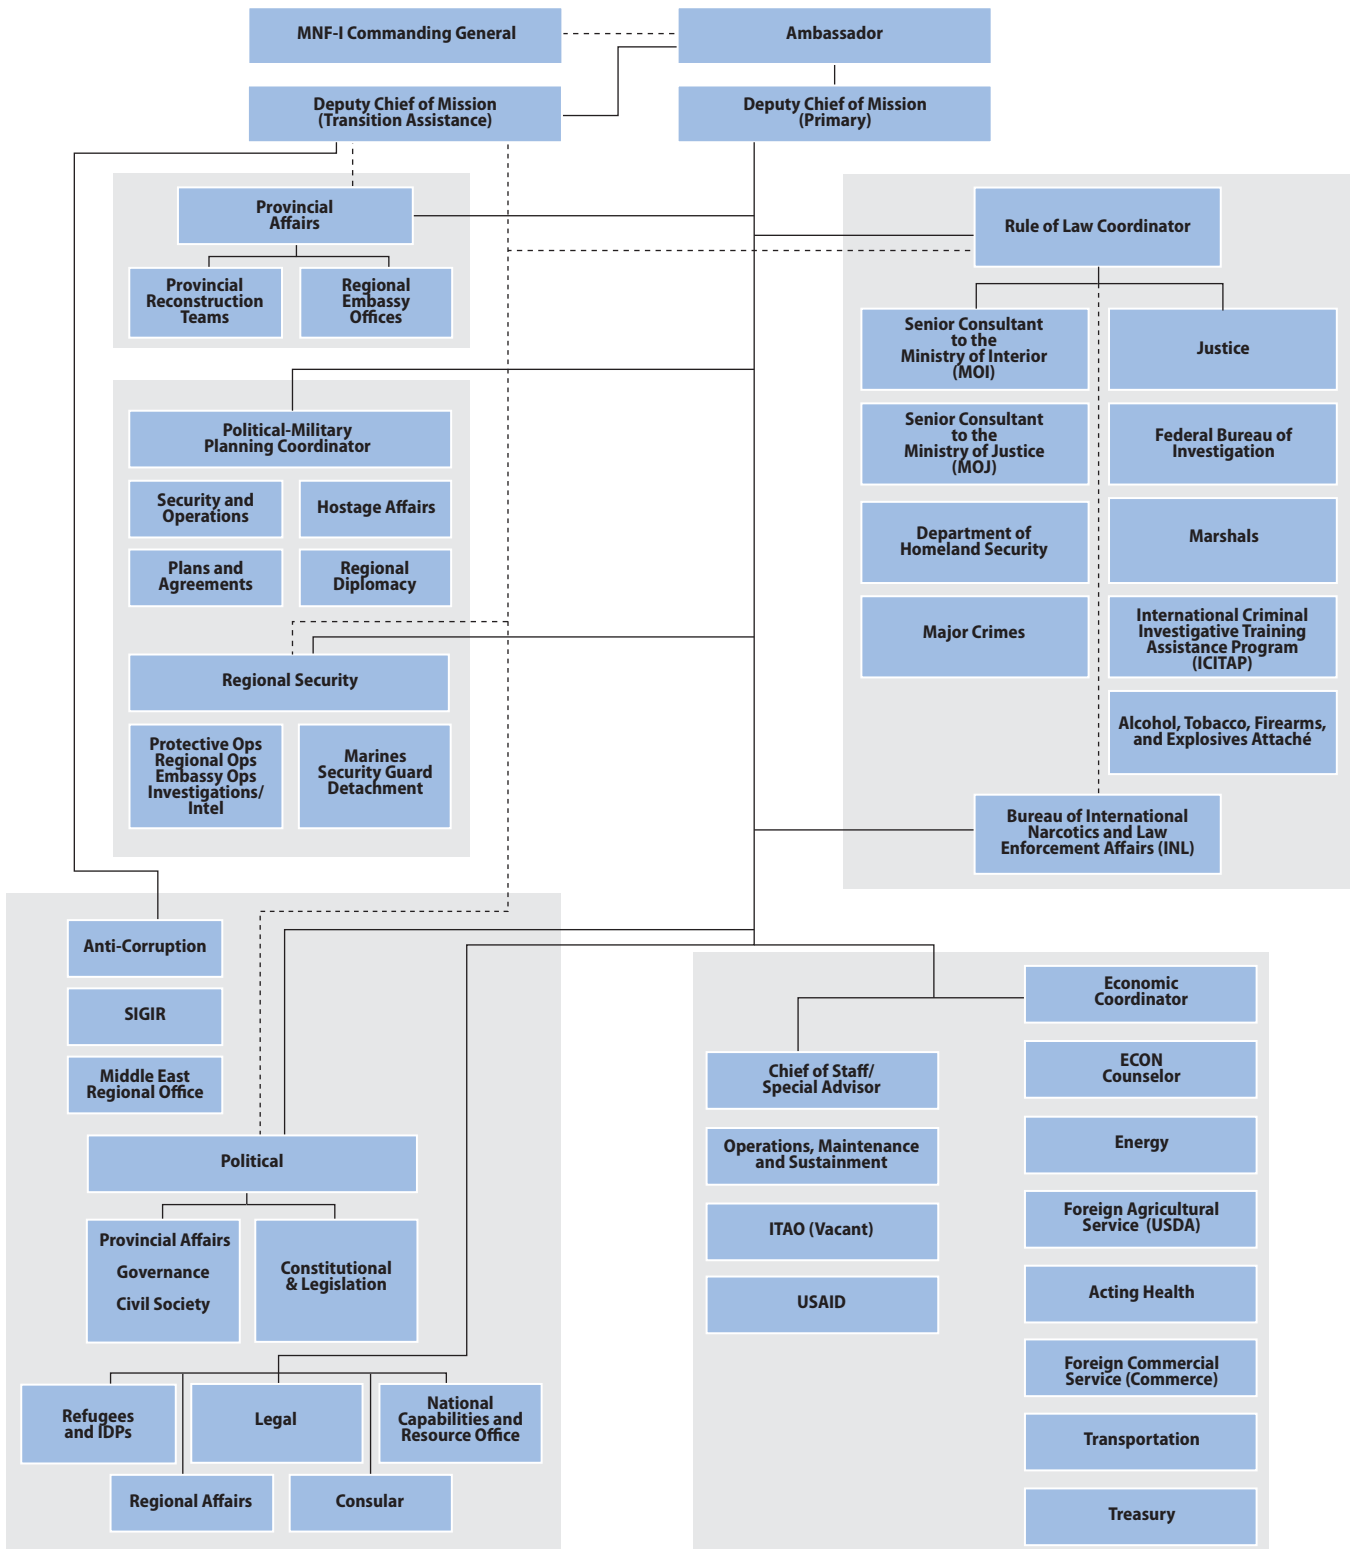 MNF-I Commanding General
Ambassador
Deputy Chief of Mission
(Transition Assistance)
Deputy Chief of Mission
(Primary)
Provincial
Affairs
Provincial
Reconstruction
Teams
Regional
Embassy
Offices
Rule of Law Coordinator
Senior Consultant
to the
Ministry of Interior
(MOI)
Justice
Senior Consultant
to the
Ministry of Justice
(MOJ)
Federal Bureau of
Investigation
Department of
Homeland Security
Marshals
Major Crimes
International Criminal
Investigative Training
Assistance Program
(ICITAP)
Alcohol, Tobacco, Firearms,
and Explosives Attaché
Bureau of International
Narcotics and Law
Enforcement Affairs (INL)
Political-Military
Planning Coordinator
Security and
Operations
Hostage Affairs
Plans and
Agreements
Regional
Diplomacy
Regional Security
Protective Ops
Regional Ops
Embassy Ops
Investigations/
Intel
Marines
Security Guard
Detachment
Anti-Corruption
SIGIR
Middle East
Regional Office
Political
Provincial Affairs
Governance
Civil Society
Constitutional
& Legislation
Refugees
and IDPs
Legal
National
Capabilities and
Resource Office
Regional Affairs
Consular
Economic
Coordinator
Chief of Staff/
Special Advisor
ECON
Counselor
Operations, Maintenance
and Sustainment
Energy
ITAO (Vacant)
Foreign Agricultural
Service (USDA)
USAID
Acting Health
Foreign Commercial
Service (Commerce)
Transportation
Treasury